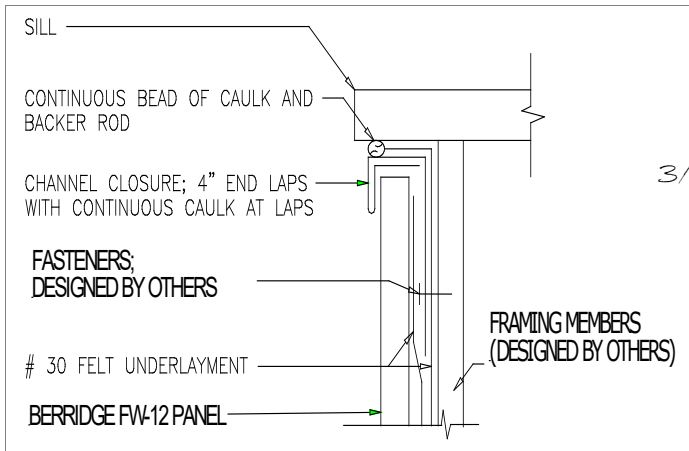 SILL
CONTINUOUS BEAD OF CAULK AND
BACKER ROD
CHANNEL CLOSURE; 4" END LAPS
WITH CONTINUOUS CAULK AT LAPS
FASTENERS;
DESIGNED BY OTHERS
# 30 FELT UNDERLAYMENT
BERRIDGE FW-12 PANEL
FRAMING MEMBERS
(DESIGNED BY OTHERS)
3/